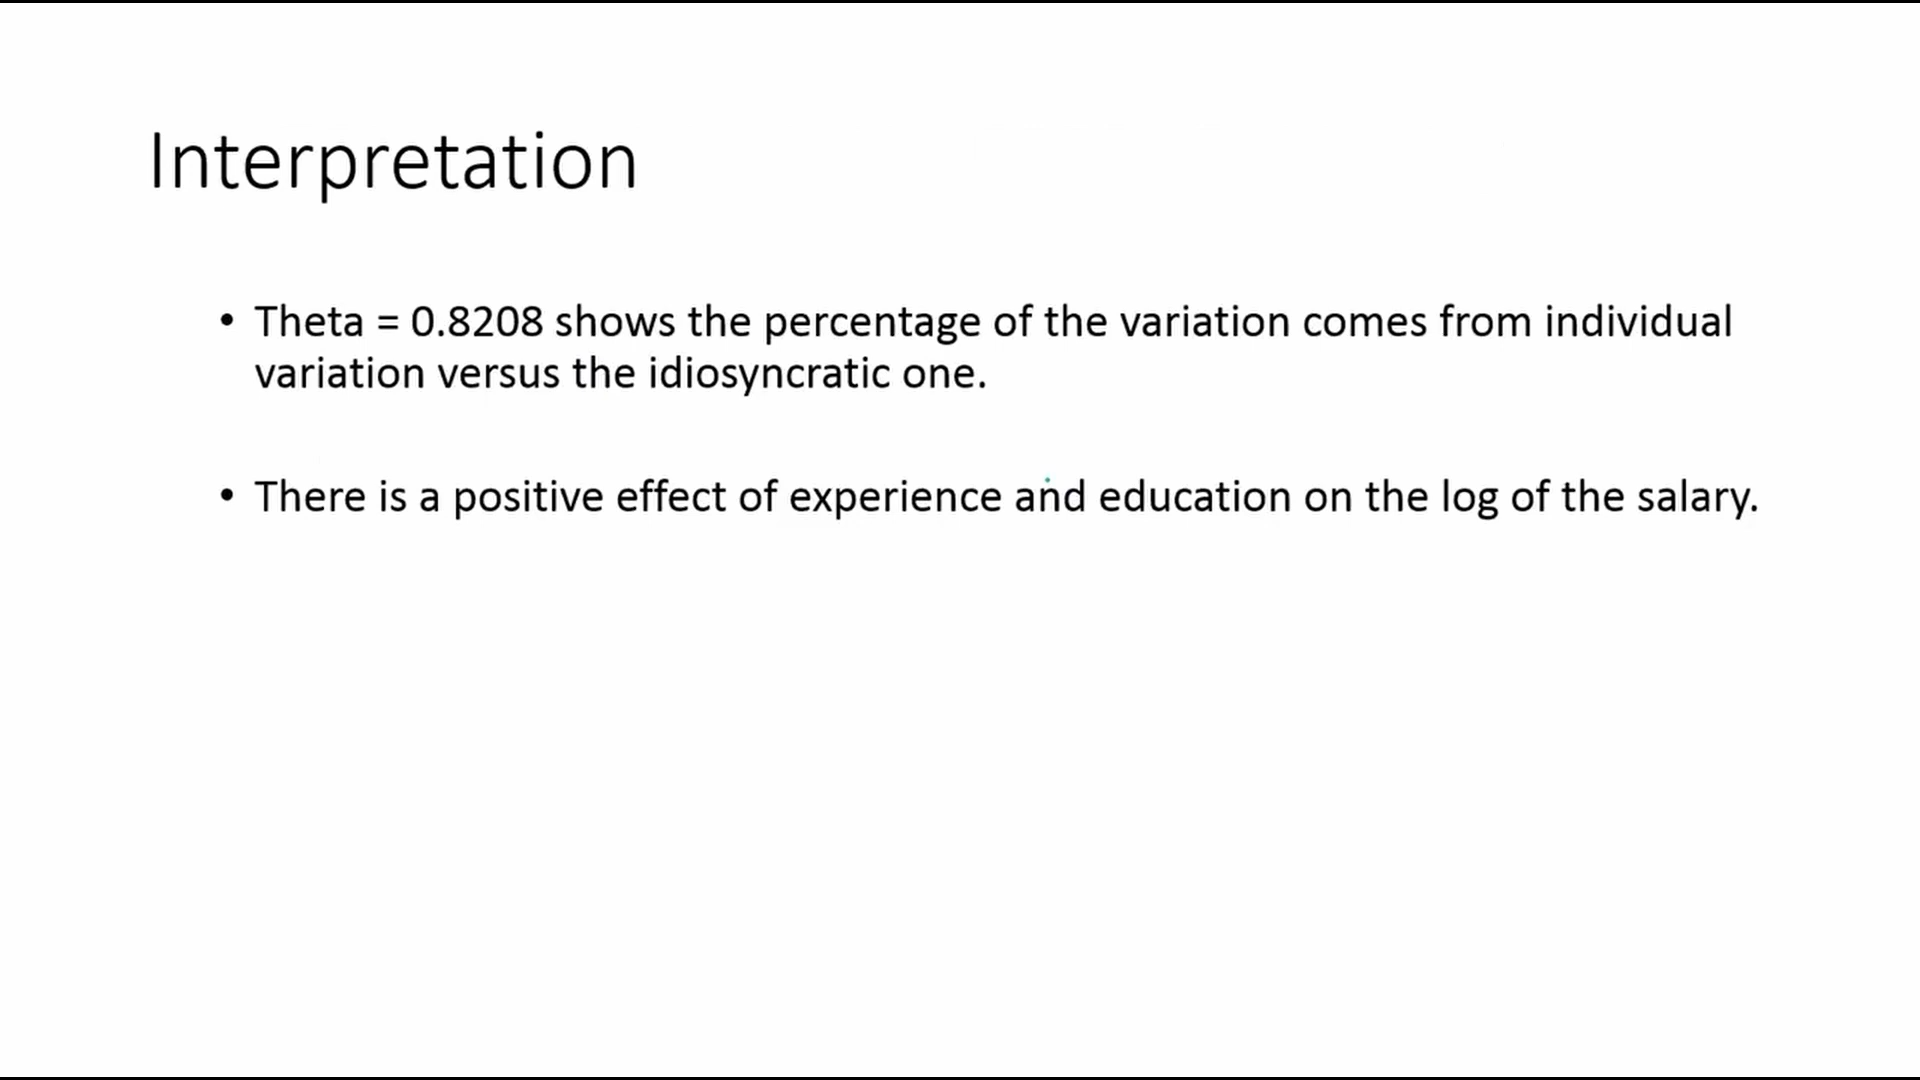 Interpretation
• Theta = 0.8208 shows the percentage of the variation comes from individual
variation versus the idiosyncratic one.
• There is a positive effect of experience and education on the log of the salary.